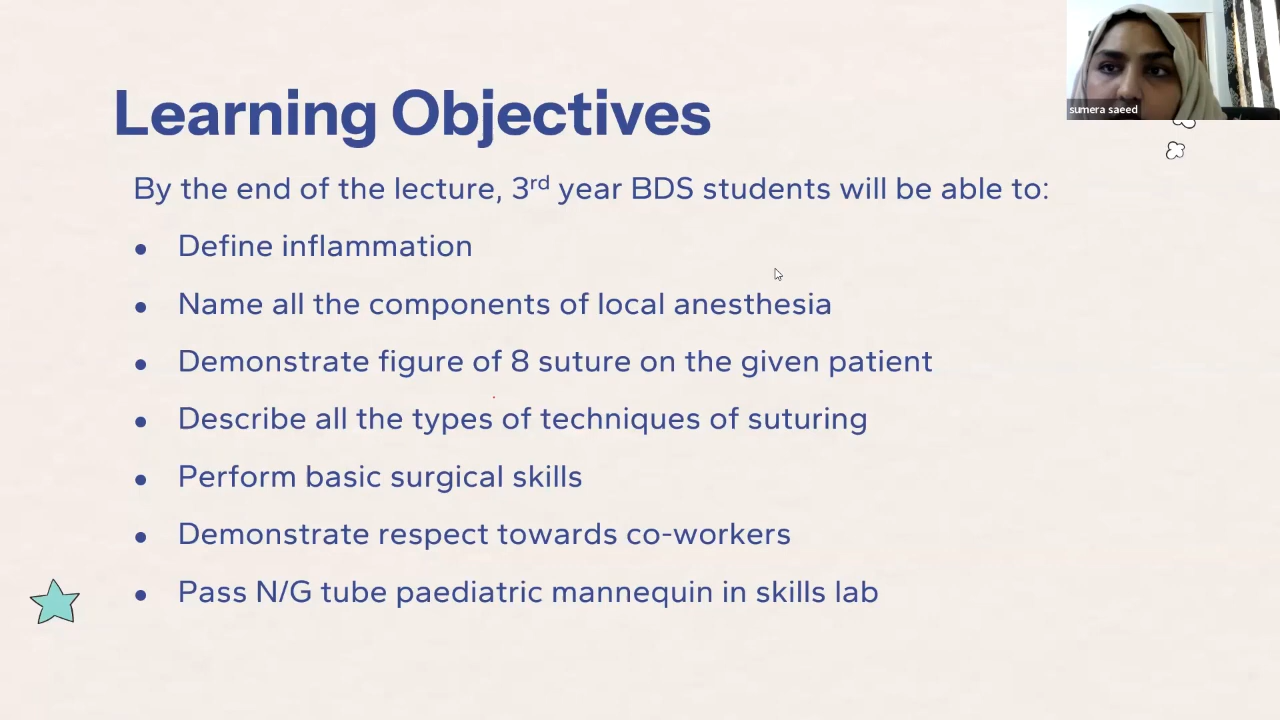 sumera saeed
Learning Objectives
By the end of the lecture, 3rd year BDS students will be able to:
• Define inflammation
• Name all the components of local anesthesia
• Demonstrate figure of 8 suture on the given patient
• Describe all the types of techniques of suturing
• Perform basic surgical skills
• Demonstrate respect towards co-workers
• Pass N/G tube paediatric mannequin in skills lab